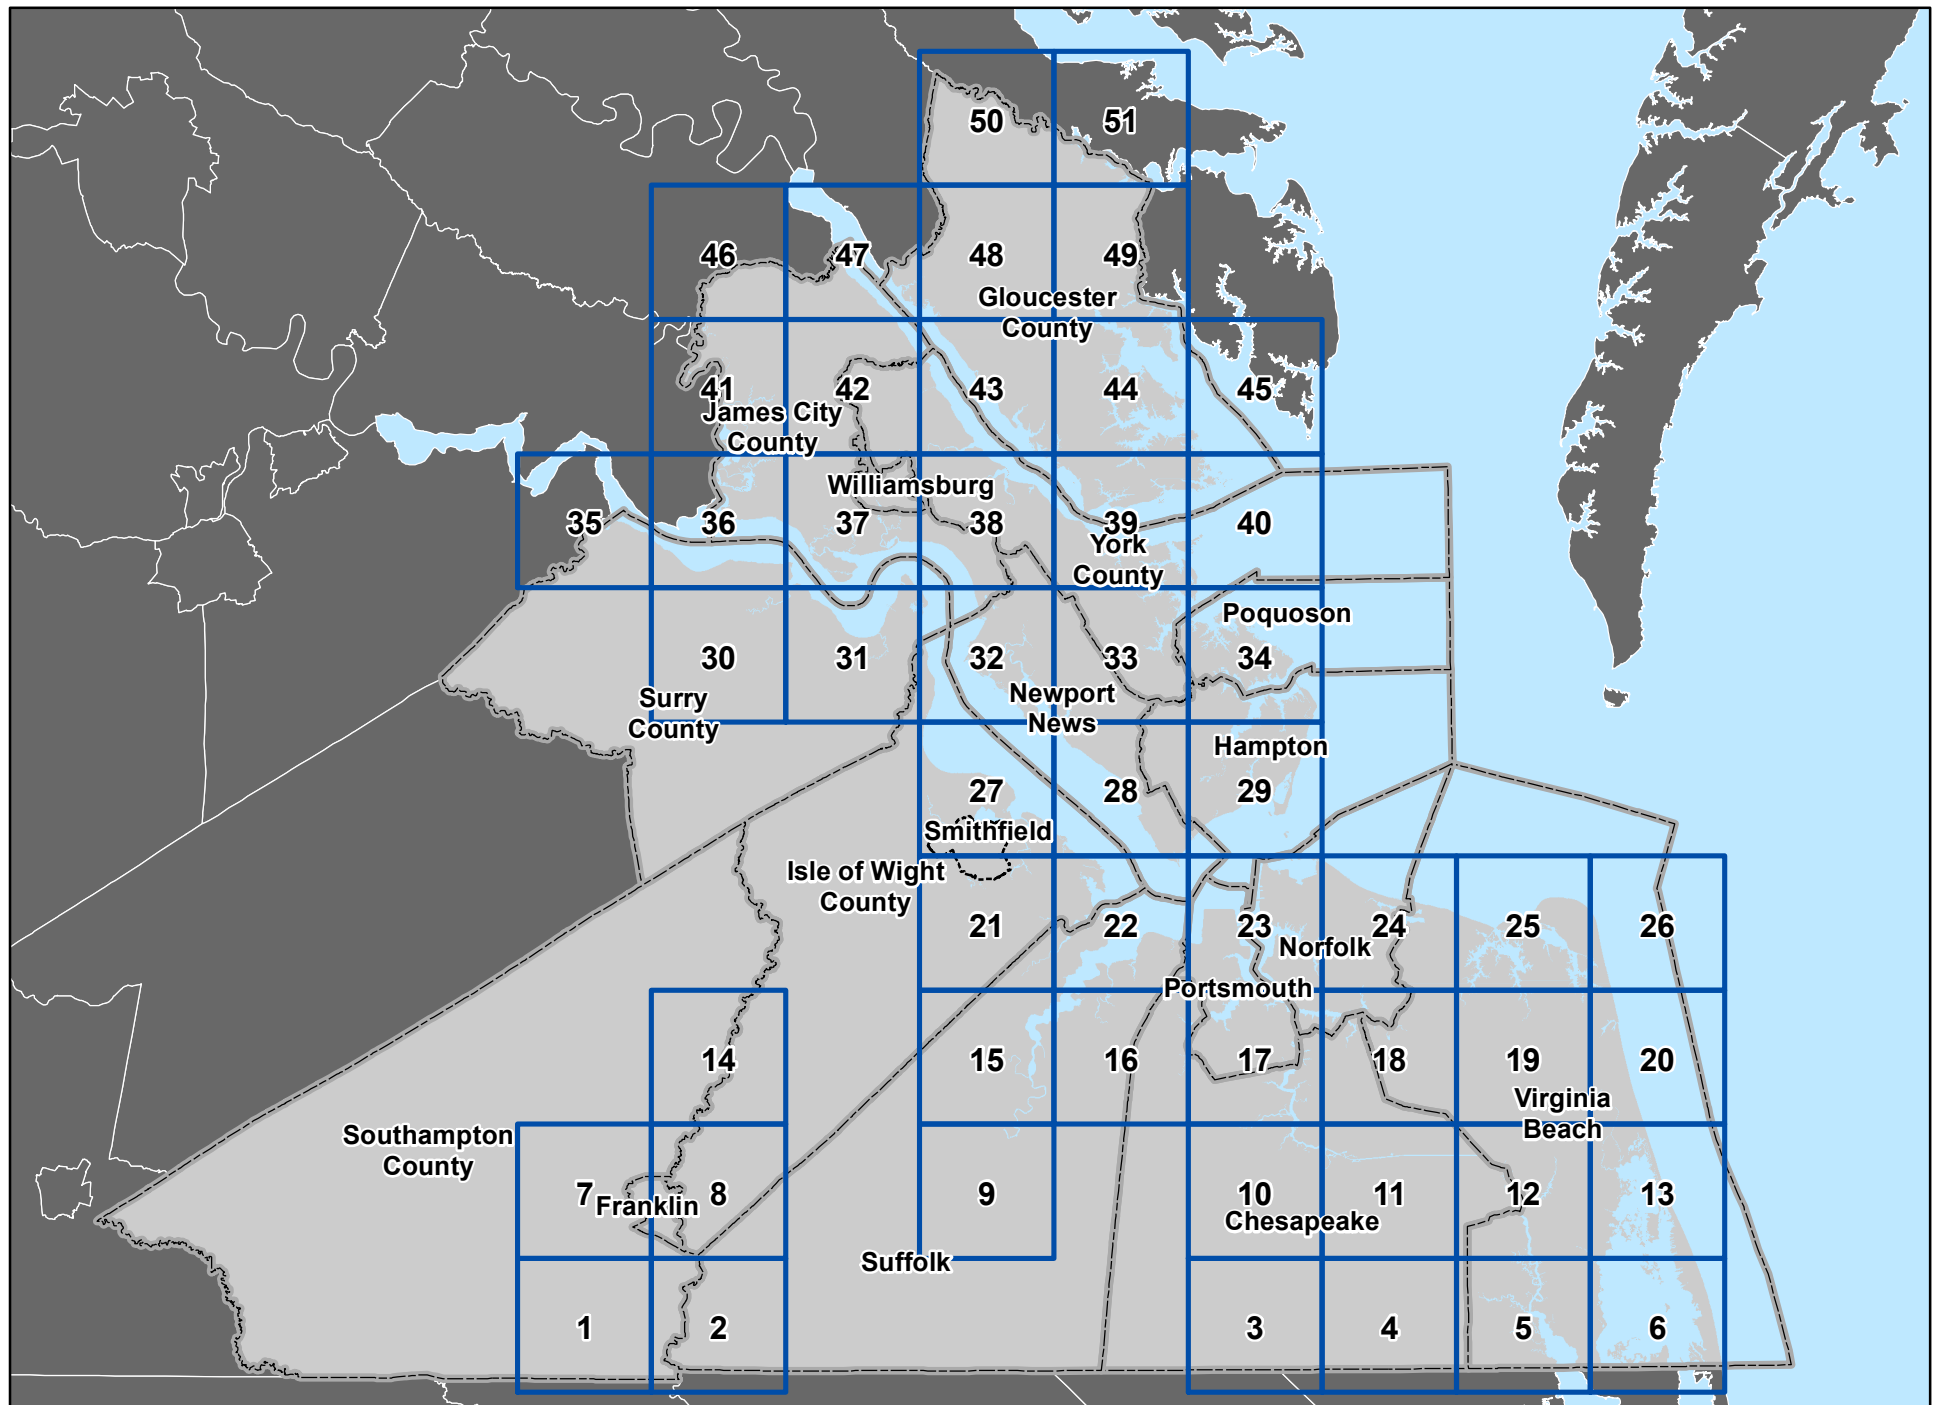 50
51
46
47
48
49
Gloucester
County
41
42
43
44
45
James City
County
Williamsburg
35
36
37
38
39
40
York
County
Poquoson
30
31
32
33
34
Surry
County
Newport
News
Hampton
27
28
29
Smithfield
Isle of Wight
County
21
22
23
24
25
26
Norfolk
Portsmouth
14
15
16
17
18
19
20
Virginia
Beach
Southampton
County
7
8
9
10
11
12
13
Franklin
Chesapeake
Suffolk
1
2
3
4
5
6